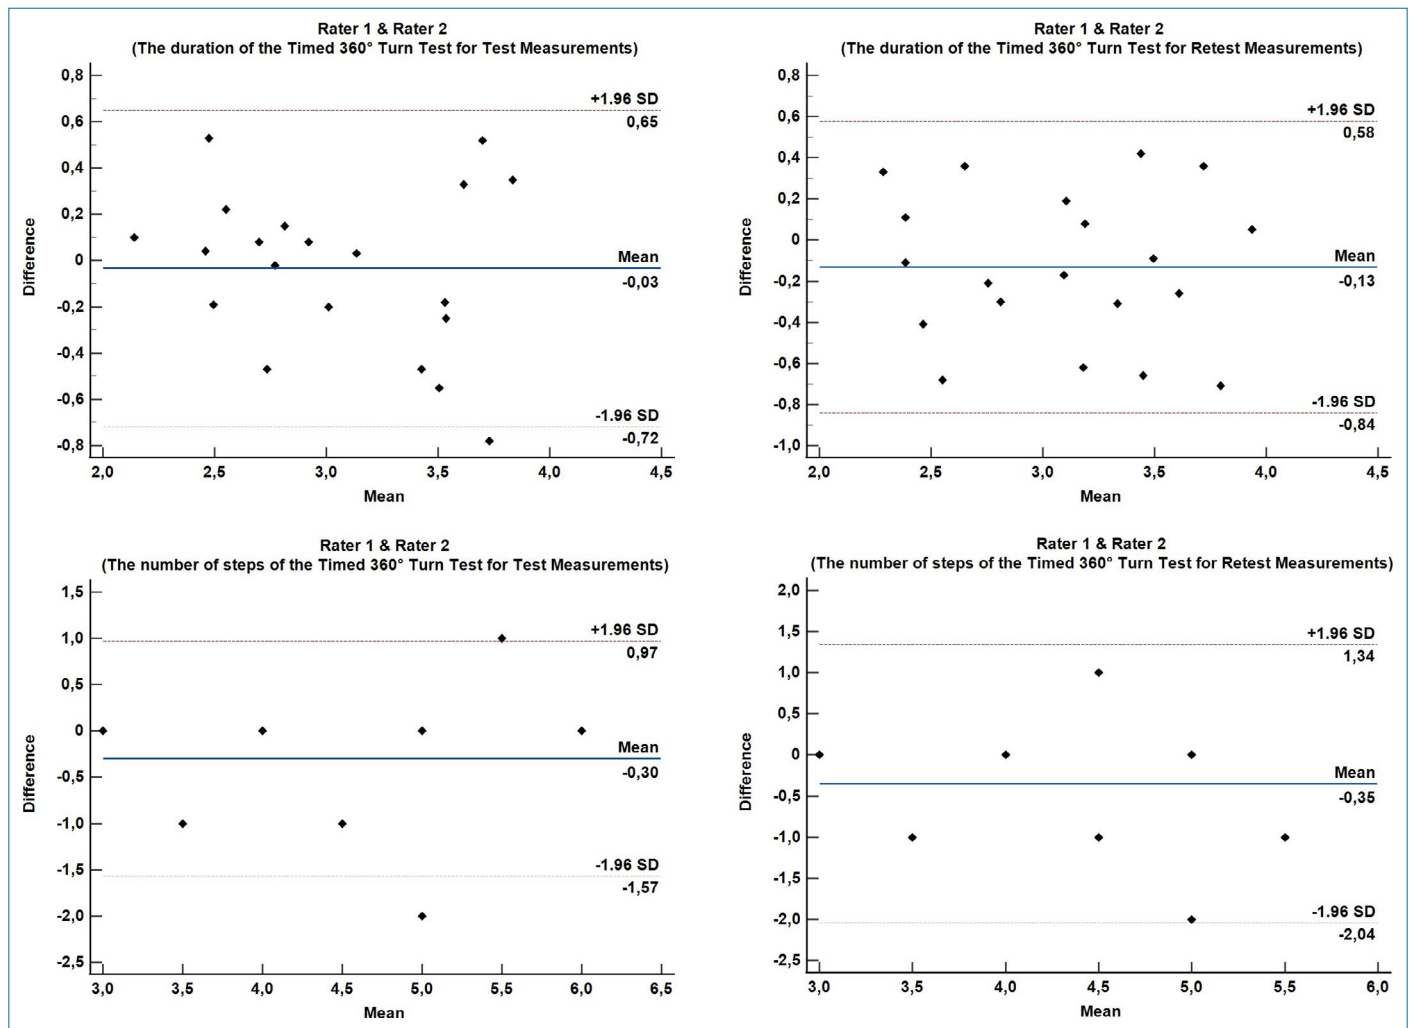 Rater 1 & Rater 2
(The duration of the Timed 360° Turn Test for Test Measurements)
0,8
0,6
0,4
0,2
0
-0,2
-0,4
-0,6
-0,8
Difference
+1.96 SD
0,65
Mean
-0,03
-1.96 SD
-0,72
2,0 2,5 3,0 3,5 4,0 4,5
Mean
Rater 1 & Rater 2
(The duration of the Timed 360° Turn Test for Retest Measurements)
0,8
0,6
0,4
0,2
0
-0,2
-0,4
-0,6
-0,8
-1,0
Difference
+1.96 SD
0,58
Mean
-0,13
-1.96 SD
-0,84
2,0 2,5 3,0 3,5 4,0 4,5
Mean
Rater 1 & Rater 2
(The number of steps of the Timed 360° Turn Test for Test Measurements)
1,5
1,0
0,5
0
-0,5
-1,0
-1,5
-2,0
-2,5
Difference
+1.96 SD
0,97
Mean
-0,30
-1.96 SD
-1,57
3,0 3,5 4,0 4,5 5,0 5,5 6,0 6,5
Mean
Rater 1 & Rater 2
(The number of steps of the Timed 360° Turn Test for Retest Measurements)
2,0
1,5
1,0
0,5
0
-0,5
-1,0
-1,5
-2,0
-2,5
Difference
+1.96 SD
1,34
Mean
-0,35
-1.96 SD
-2,04
3,0 3,5 4,0 4,5 5,0 5,5 6,0
Mean